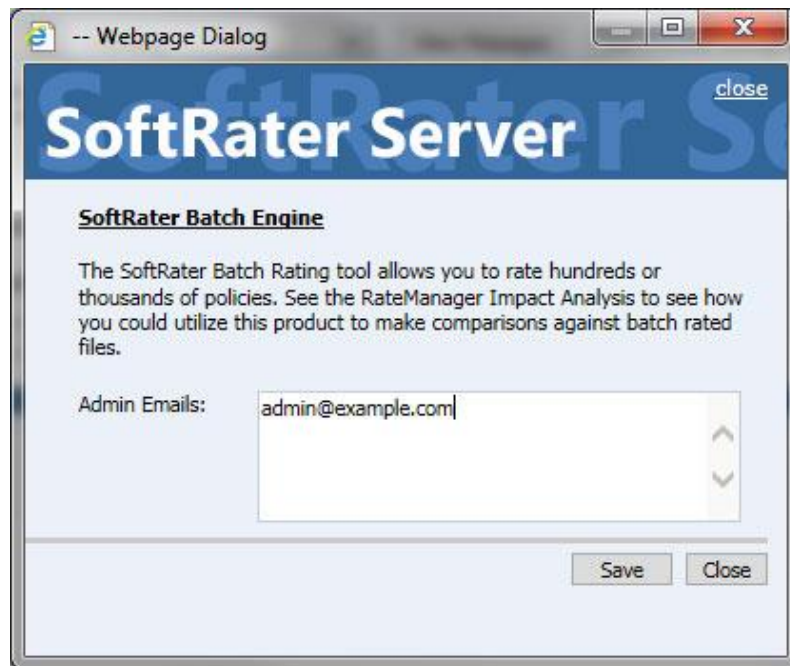 -- Webpage Dialog
close
SoftRater Server
SoftRater Batch Engine
The SoftRater Batch Rating tool allows you to rate hundreds or
thousands of policies. See the RateManager Impact Analysis to see how
you could utilize this product to make comparisons against batch rated
files.
Admin Emails:
admin@example.com
Save
Close